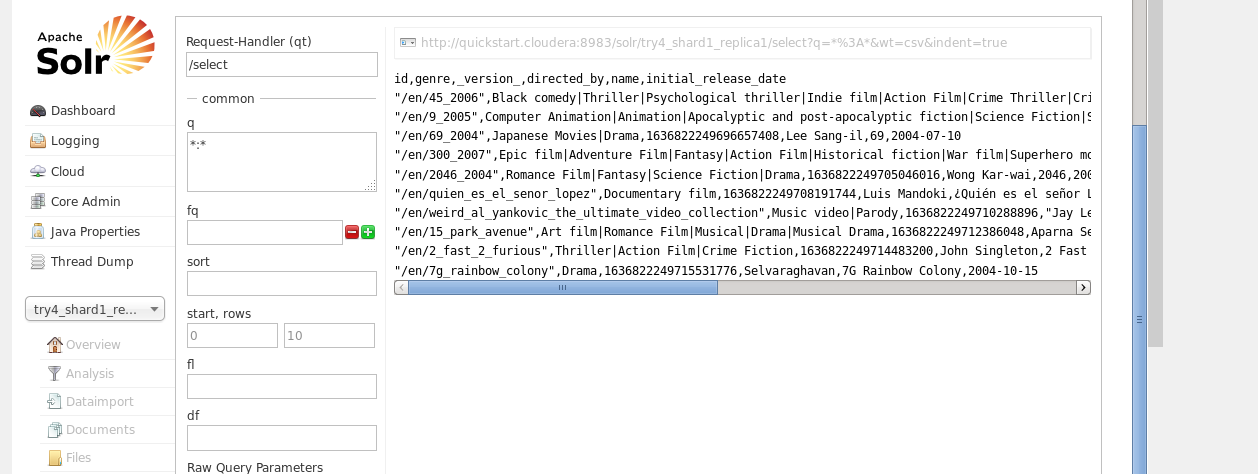 Apache
Solr
Dashboard
Logging
Cloud
Core Admin
Java Properties
Thread Dump
try4_shard1_re...
Overview
Analysis
Dataimport
Documents
Files
Request-Handler (qt)
/select
common
q
*:*
fq
sort
start, rows
0 10
fl
df
Raw Query Parameters
http://quickstart.cloudera:8983/solr/try4_shard1_replica1/select?q=*%3A*&wt=csv&indent=true
id,genre,_version_,directed_by,name,initial_release_date
"/en/45_2006",Black comedy|Thriller|Psychological thriller|Indie film|Action Film|Crime Thriller|Cri
"/en/9_2005",Computer Animation|Animation|Apocalyptic and post-apocalyptic fiction|Science Fiction|S
"/en/69_2004",Japanese Movies|Drama,1636822249696657408,Lee Sang-il,69,2004-07-10
"/en/300_2007",Epic film|Adventure Film|Fantasy|Action Film|Historical fiction|War film|Superhero mo
"/en/2046_2004",Romance Film|Fantasy|Science Fiction|Drama,1636822249705046016,Wong Kar-wai,2046,200
"/en/quien_es_el_senor_lopez",Documentary film,1636822249708191744,Luis Mandoki,¿Quién es el señor L
"/en/weird_al_yankovic_the_ultimate_video_collection",Music video|Parody,1636822249710288896,"Jay Le
"/en/15_park_avenue",Art film|Romance Film|Musical|Drama|Musical Drama,1636822249712386048,Aparna Se
"/en/2_fast_2_furious",Thriller|Action Film|Crime Fiction,1636822249714483200,John Singleton,2 Fast
"/en/7g_rainbow_colony",Drama,1636822249715531776,Selvaraghavan,7G Rainbow Colony,2004-10-15